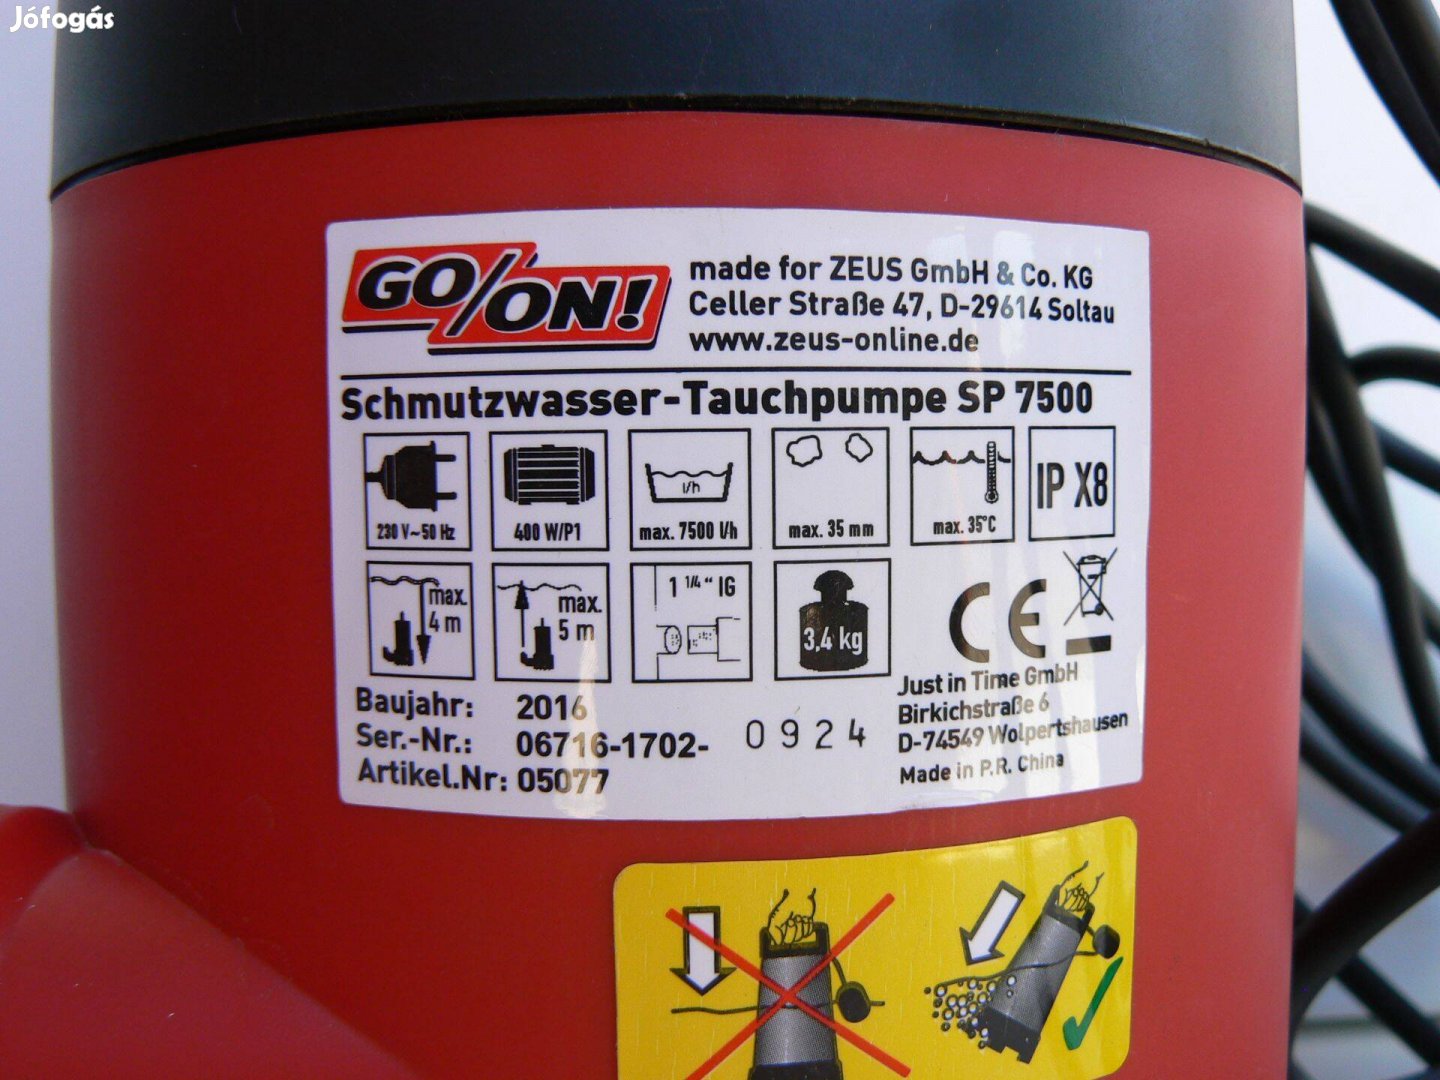 Jófogás
GO/ON!
made for ZEUS GmbH & Co. KG
Celler Straße 47, D-29614 Soltau
www.zeus-online.de
Schmutzwasser-Tauchpumpe SP 7500
230 V~50 Hz
400 W/P1
l/h
max. 7500 l/h
max. 35 mm
max. 35°C
IP X8
max.
4 m
max.
5 m
1 1/4" IG
3,4 kg
CE
Baujahr: 2016
Ser.-Nr.: 06716-1702- 0924
Artikel.Nr: 05077
Just in Time GmbH
Birkichstraße 6
D-74549 Wolpertshausen
Made in P.R. China